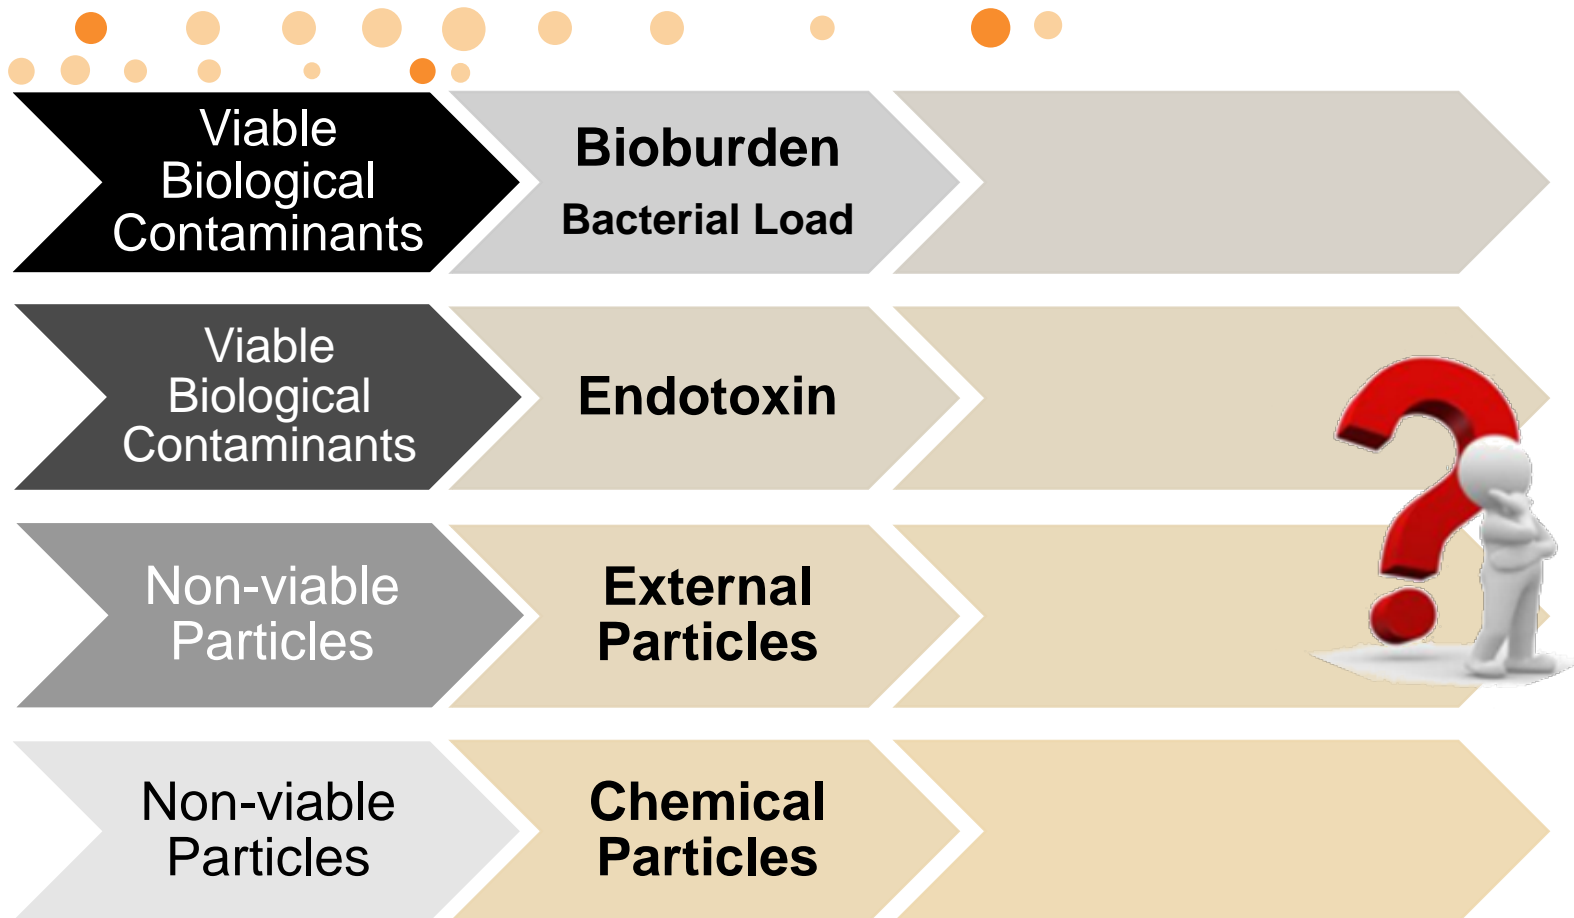 Viable
Biological
Contaminants
Bioburden
Bacterial Load
Viable
Biological
Contaminants
Endotoxin
Non-viable
Particles
External
Particles
Non-viable
Particles
Chemical
Particles